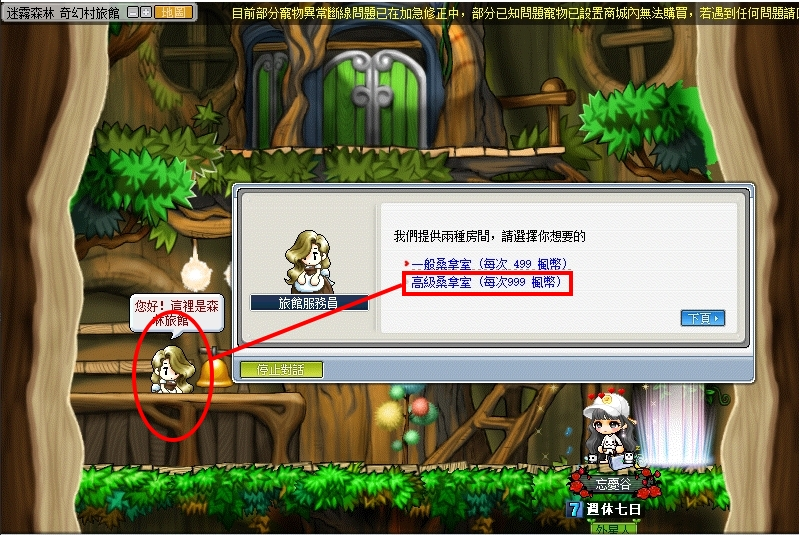 迷霧森林 奇幻村旅館
地圖
目前部分寵物異常斷線問題已在加急修正中，部分已知問題寵物已設置商城內無法購買，若遇到任何問題請
我們提供兩種房間，請選擇你想要的
一般桑拿室 (每次 499 楓幣)
高級桑拿室 (每次999 楓幣)
旅館服務員
下頁
停止對話
您好! 這裡是森
林旅館
忘憂谷
7 週休七日
外星人